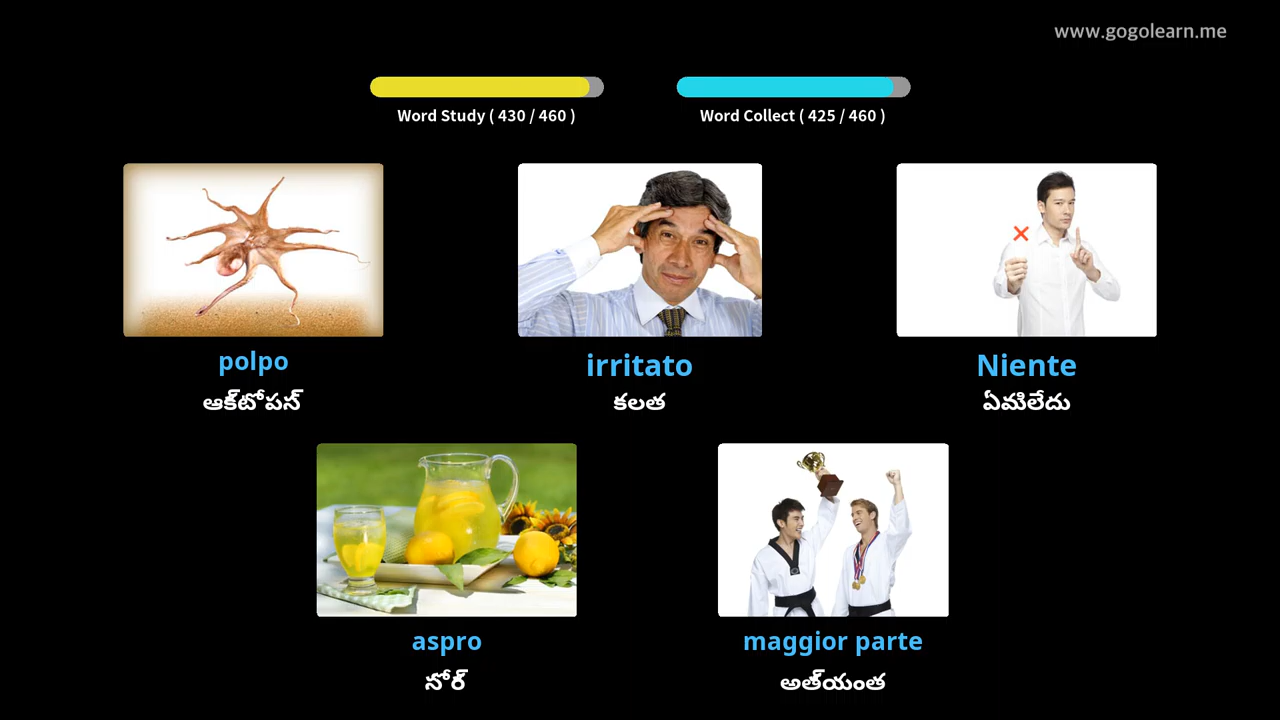 www.gogolearn.me
Word Study ( 430 / 460 )
Word Collect ( 425 / 460 )
polpo
ఆక్‌టోపస్
irritato
కలత
Niente
ఏమిలేదు
aspro
సోర్
maggior parte
అత్‌యంత